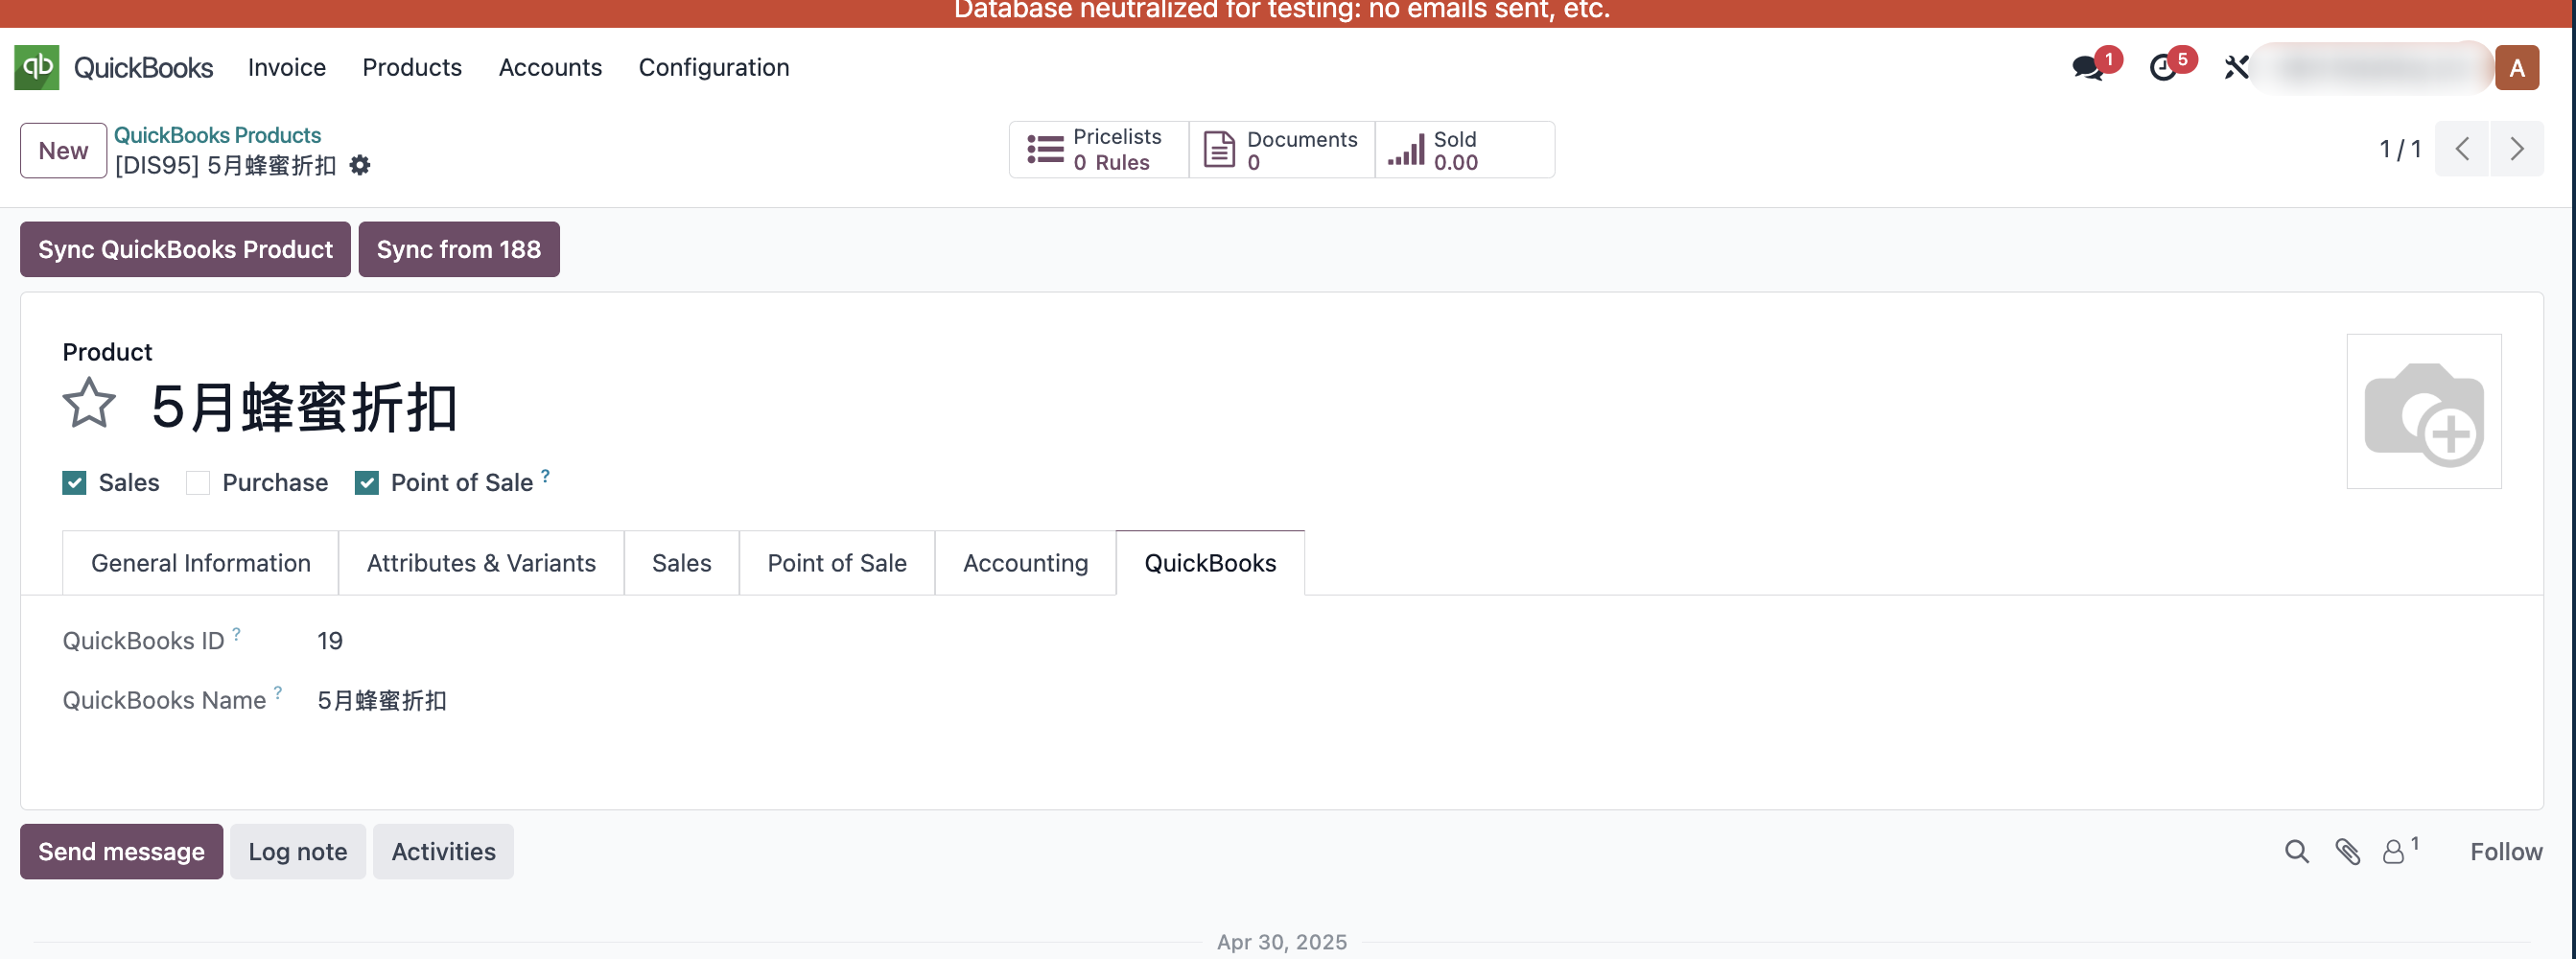 Database neutralized for testing: no emails sent, etc.
qb QuickBooks Invoice Products Accounts Configuration 1 5 A
New QuickBooks Products
[DIS95] 5月蜂蜜折扣
Pricelists
0 Rules
Documents
0
Sold
0.00
1 / 1
Sync QuickBooks Product Sync from 188
Product
5月蜂蜜折扣
Sales Purchase Point of Sale ?
General Information Attributes & Variants Sales Point of Sale Accounting QuickBooks
QuickBooks ID ? 19
QuickBooks Name ? 5月蜂蜜折扣
Send message Log note Activities 1 Follow
Apr 30, 2025